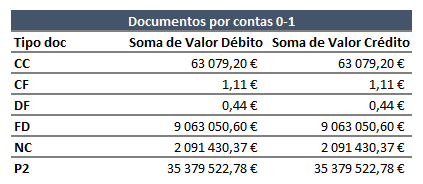 Documentos por contas 0-1
Tipo doc Soma de Valor Débito Soma de Valor Crédito
CC 63 079,20 € 63 079,20 €
CF 1,11 € 1,11 €
DF 0,44 € 0,44 €
FD 9 063 050,60 € 9 063 050,60 €
NC 2 091 430,37 € 2 091 430,37 €
P2 35 379 522,78 € 35 379 522,78 €